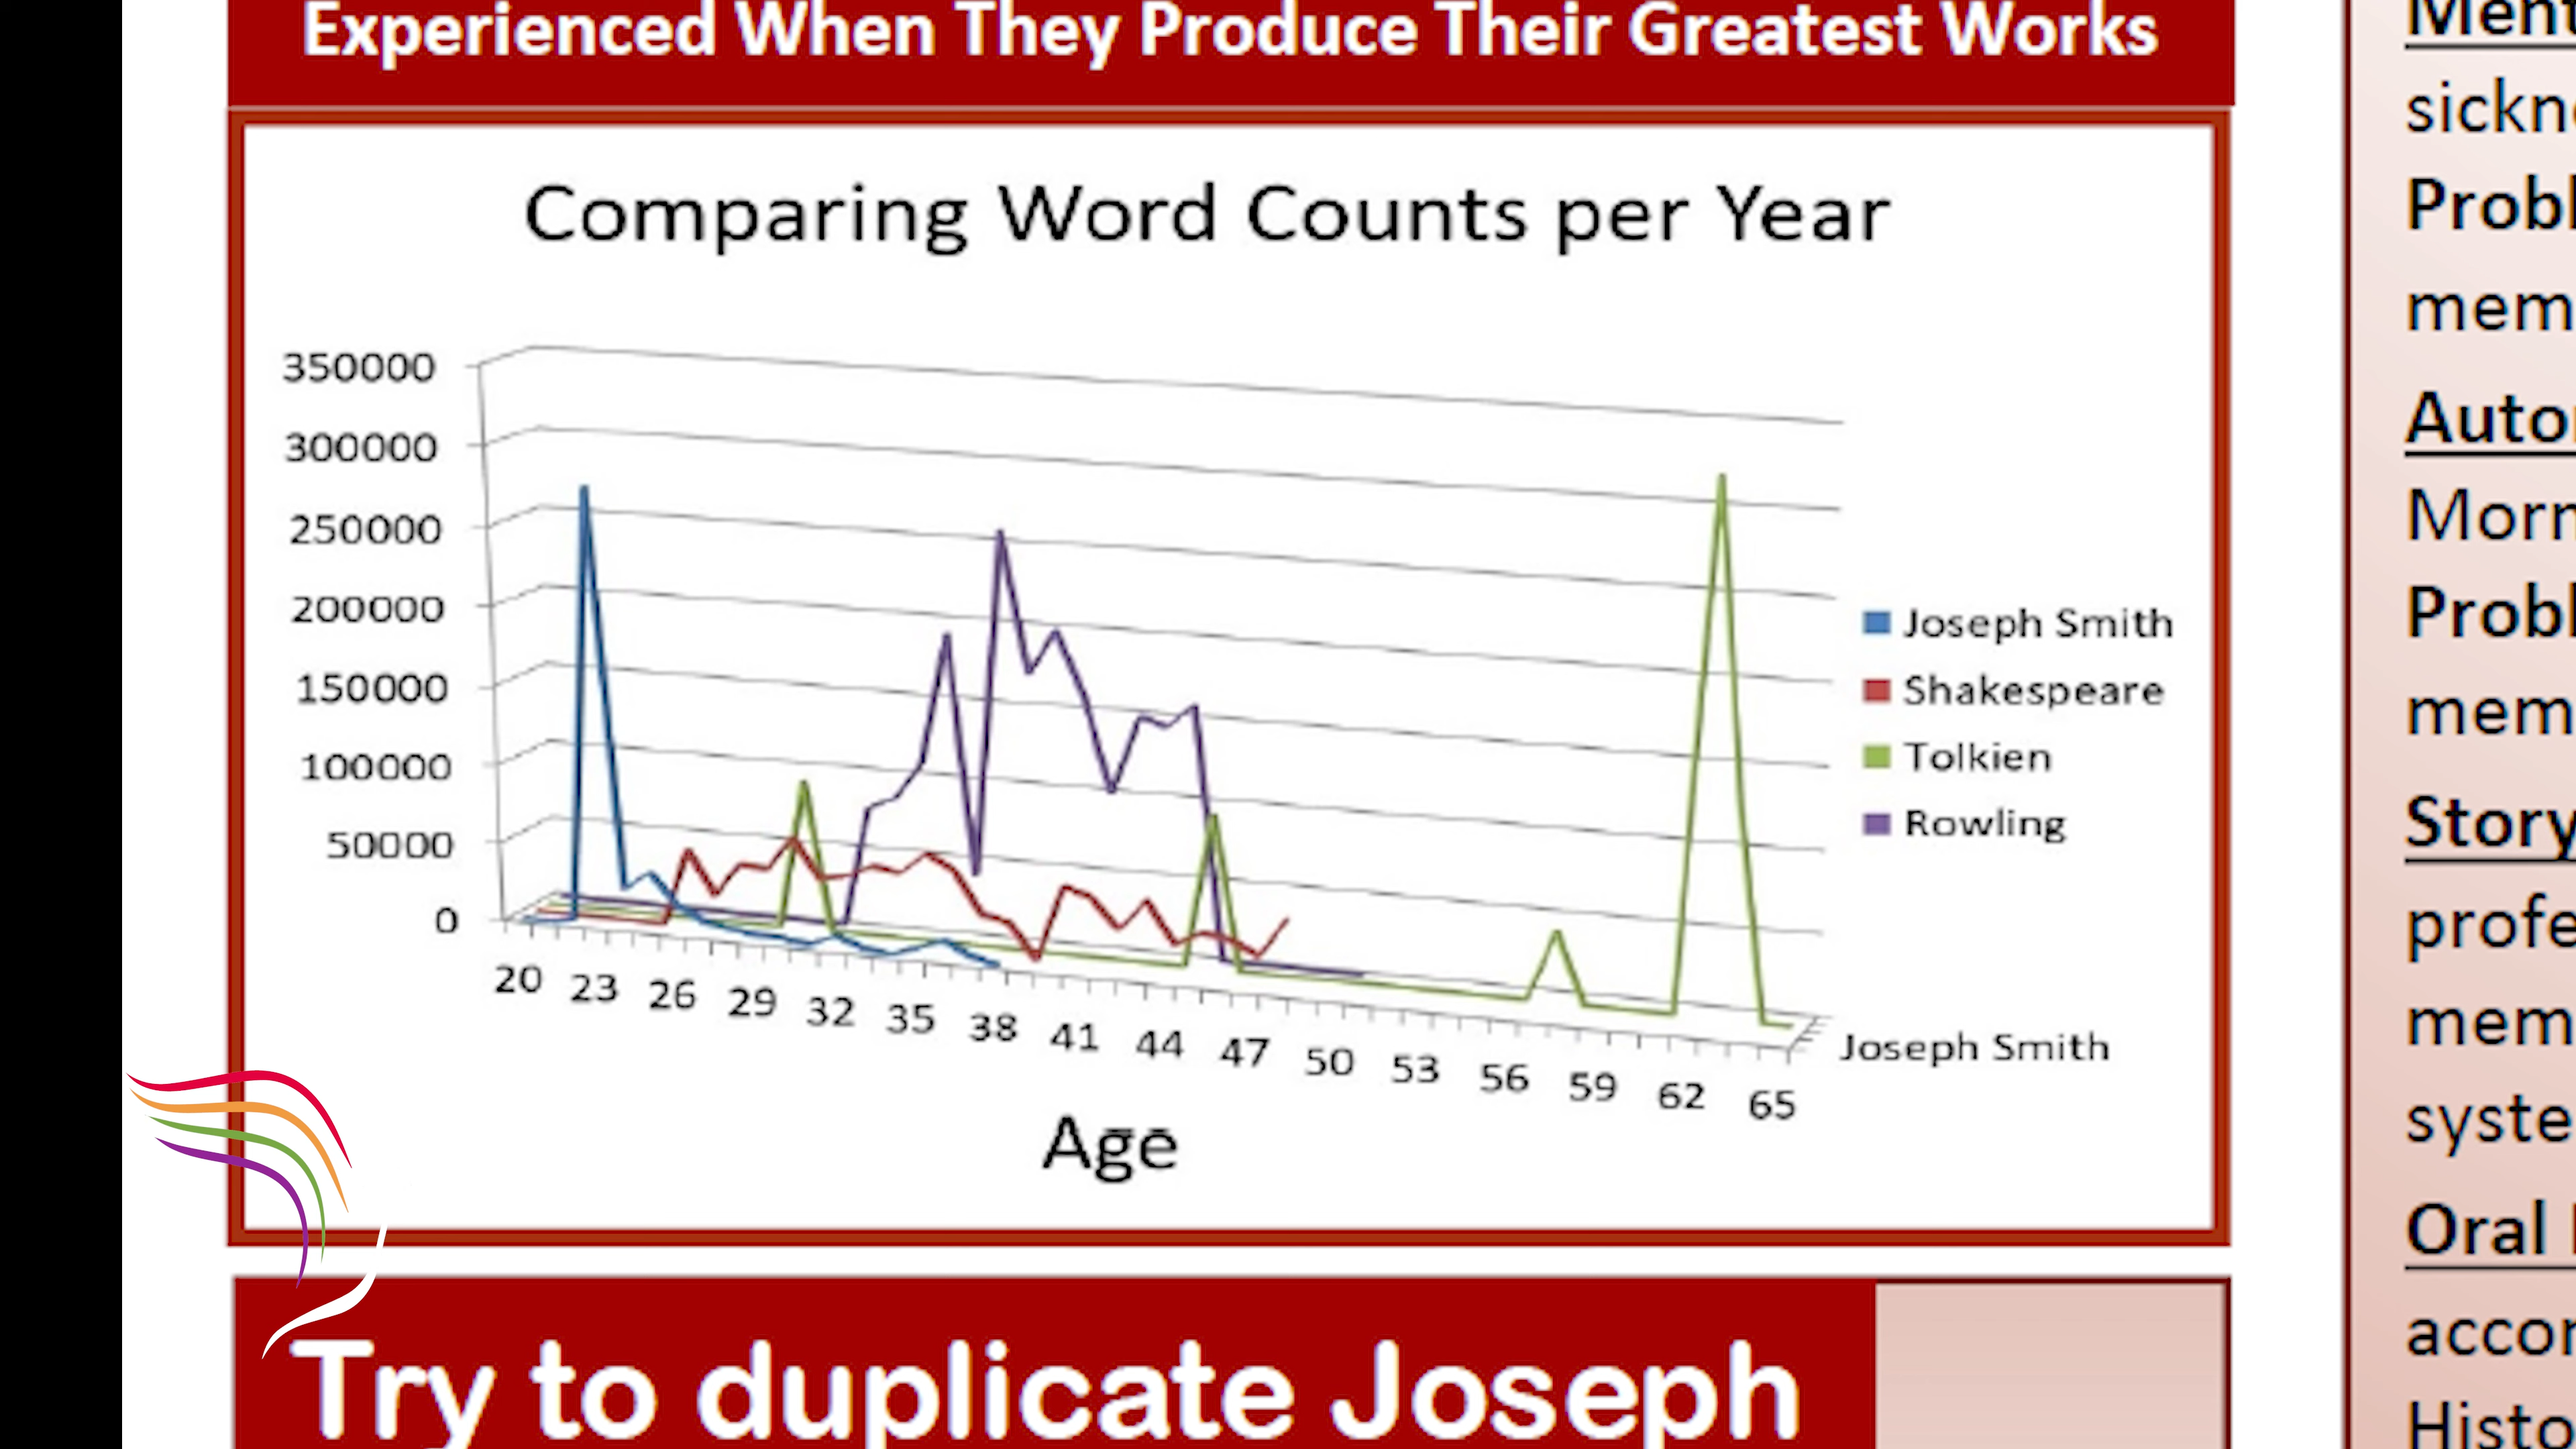 Experienced When They Produce Their Greatest Works
Comparing Word Counts per Year
350000
300000
250000
200000
150000
100000
50000
0
20 23 26 29 32 35 38 41 44 47 50 53 56 59 62 65
Joseph Smith
Age
Joseph Smith
Shakespeare
Tolkien
Rowling
Try to duplicate Joseph
sickn
Probl
mem
Auto
Morn
Probl
mem
Story
profe
mem
syste
Oral
accor
Histo